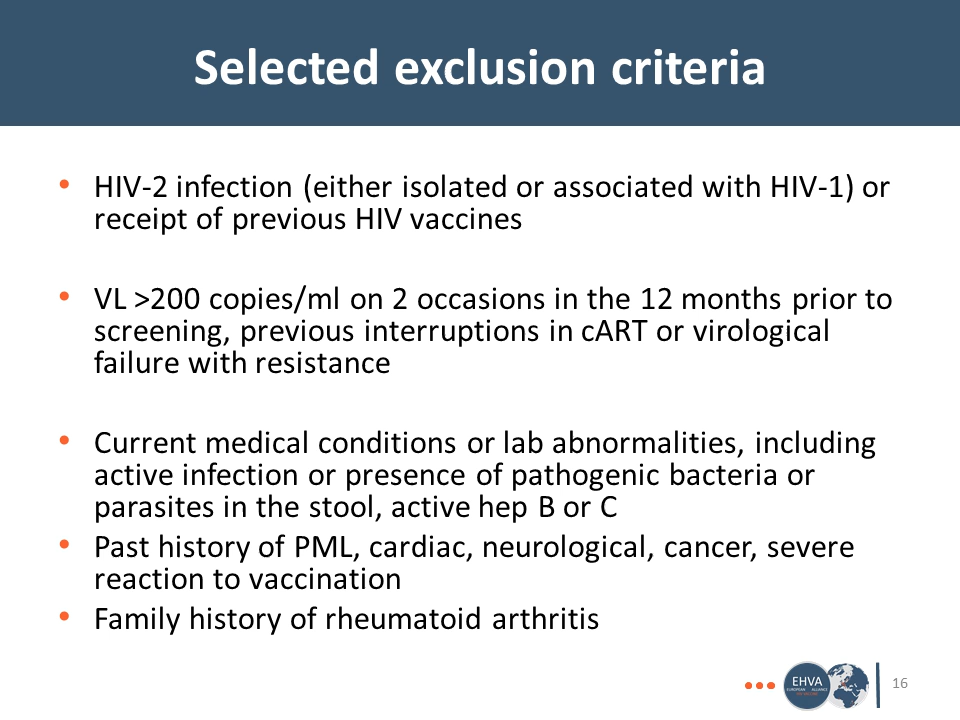 Selected exclusion criteria
• HIV-2 infection (either isolated or associated with HIV-1) or
receipt of previous HIV vaccines
• VL >200 copies/ml on 2 occasions in the 12 months prior to
screening, previous interruptions in cART or virological
failure with resistance
• Current medical conditions or lab abnormalities, including
active infection or presence of pathogenic bacteria or
parasites in the stool, active hep B or C
• Past history of PML, cardiac, neurological, cancer, severe
reaction to vaccination
• Family history of rheumatoid arthritis
EHVA
EUROPEAN ALLIANCE
16